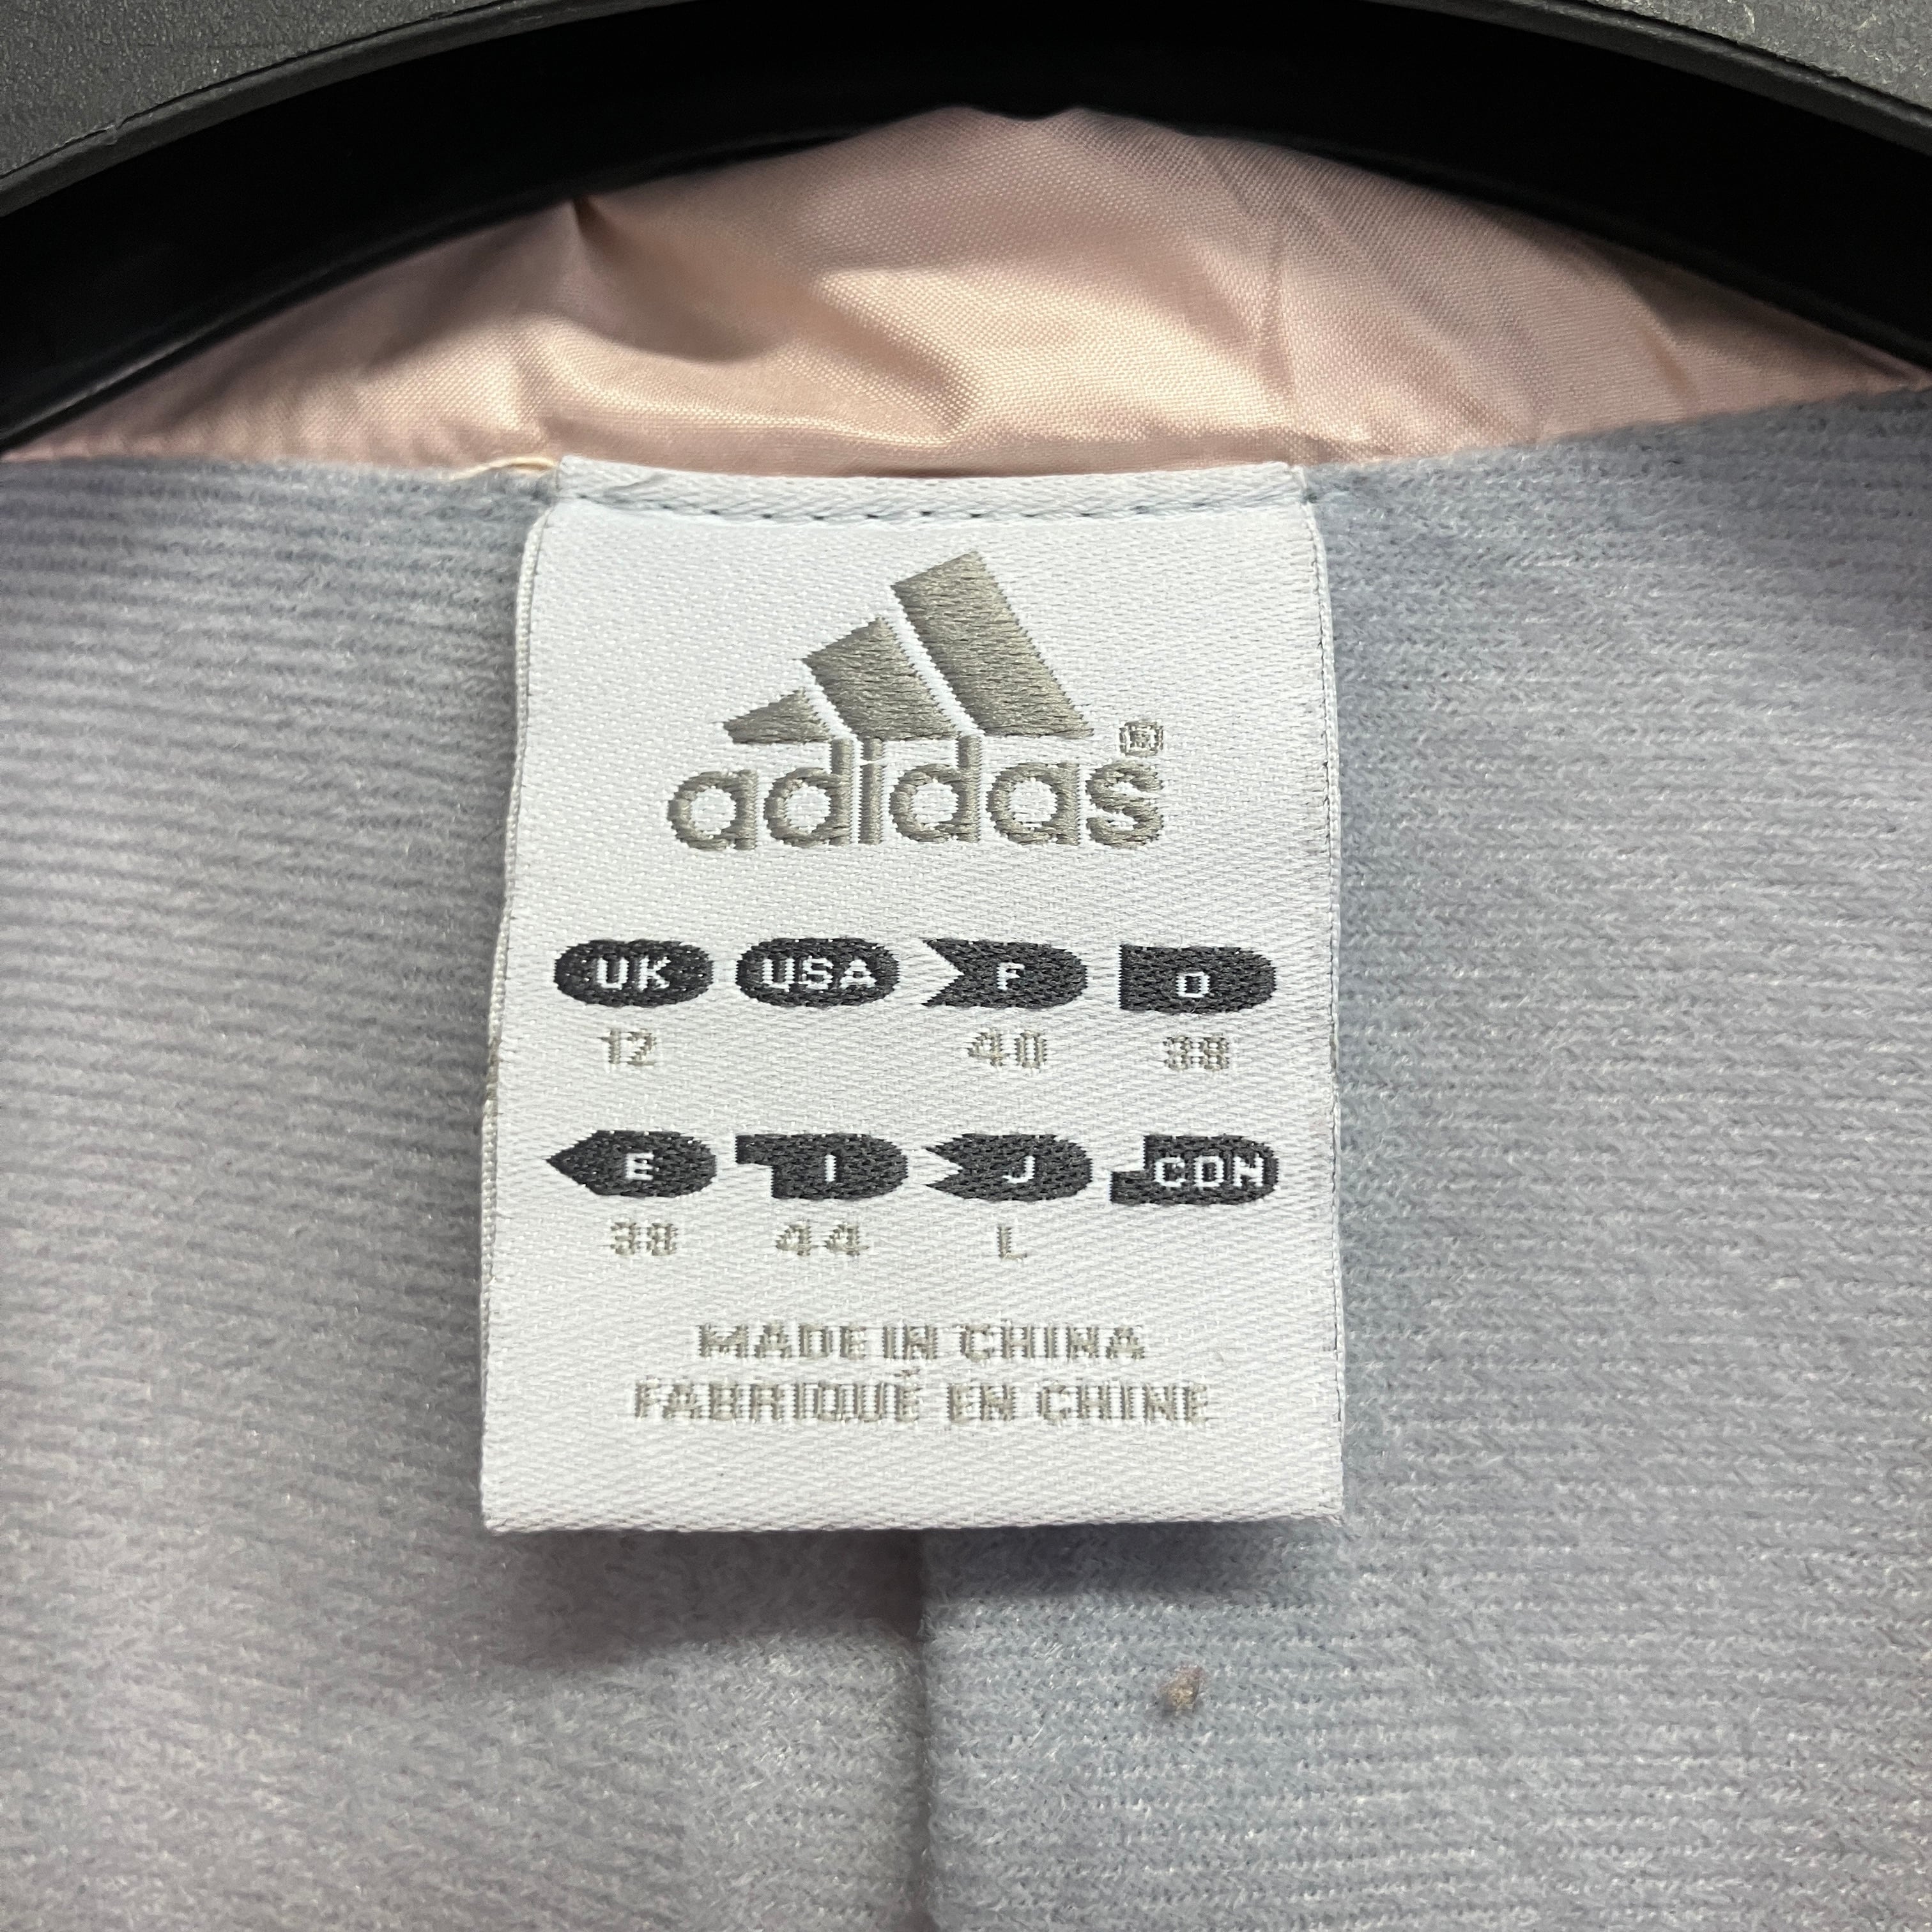 adidas®
UK USA F D
12 40 38
E I J CDN
38 44 L
MADE IN CHINA
FABRIQUÉ EN CHINE